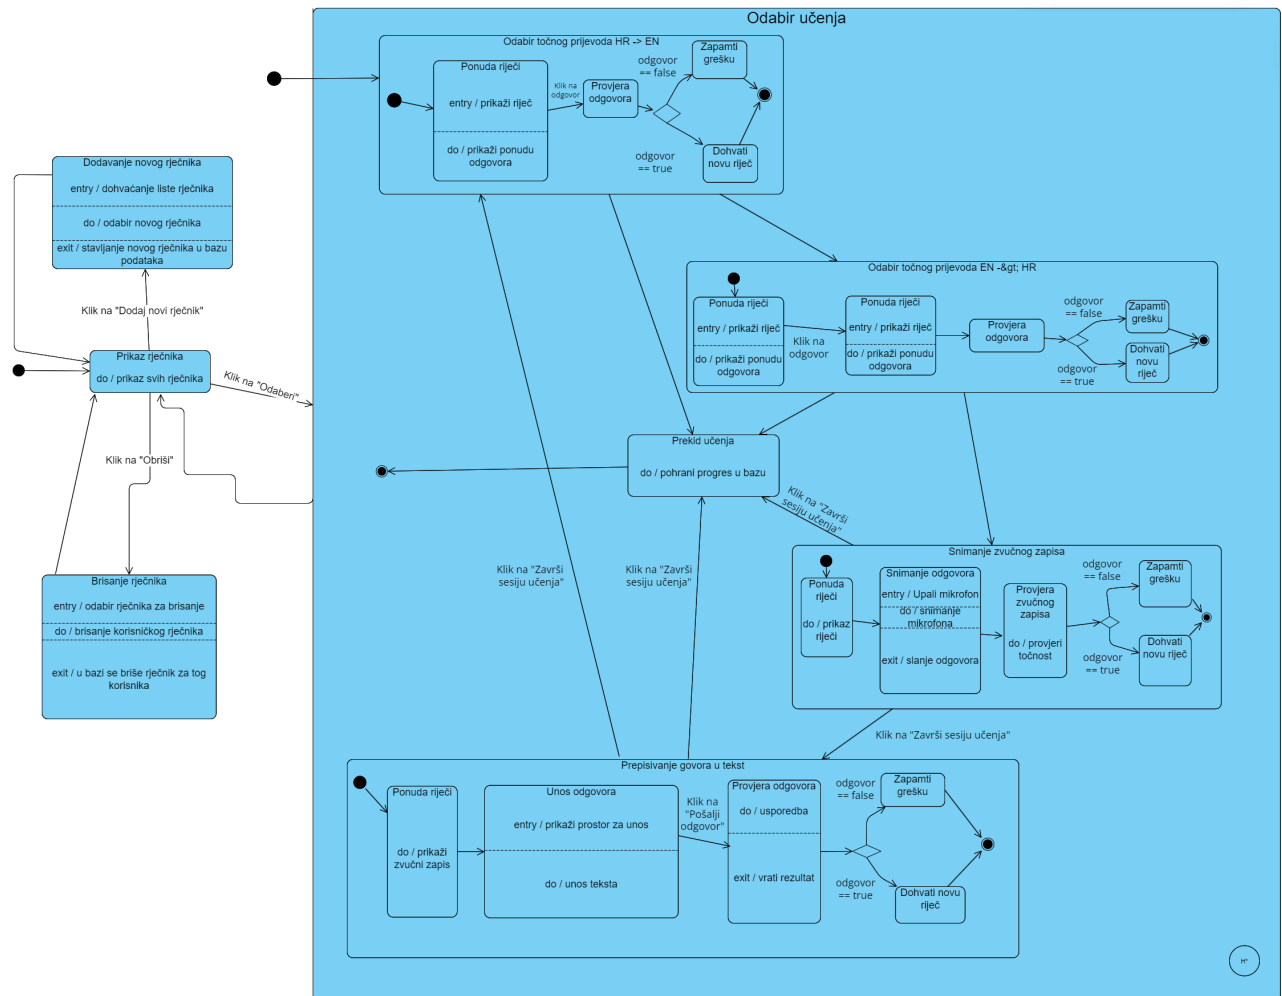 Odabir učenja
Odabir točnog prijevoda HR -> EN
Ponuda riječi
entry / prikaži riječ
do / prikaži ponudu
odgovora
Klik na
odgovor
Provjera
odgovora
odgovor
== false
Zapamti
grešku
odgovor
== true
Dohvati
novu riječ
Dodavanje novog rječnika
entry / dohvaćanje liste rječnika
do / odabir novog rječnika
exit / stavljanje novog rječnika u bazu
podataka
Klik na "Dodaj novi rječnik"
Prikaz rječnika
do / prikaz svih rječnika
Klik na "Odaberi"
Klik na "Obriši"
Brisanje rječnika
entry / odabir rječnika za brisanje
do / brisanje korisničkog rječnika
exit / u bazi se briše rječnik za tog
korisnika
Odabir točnog prijevoda EN -&gt; HR
Ponuda riječi
entry / prikaži riječ
do / prikaži ponudu
odgovora
Klik na
odgovor
Ponuda riječi
entry / prikaži riječ
do / prikaži ponudu
odgovora
Provjera
odgovora
odgovor
== false
Zapamti
grešku
odgovor
== true
Dohvati
novu
riječ
Prekid učenja
do / pohrani progres u bazu
Klik na "Završi
sesiju učenja"
Klik na "Završi
sesiju učenja"
Klik na "Završi
sesiju učenja"
Snimanje zvučnog zapisa
Ponuda
riječi
do / prikaz
riječi
Snimanje odgovora
entry / Upali mikrofon
do / snimanje
mikrofona
exit / slanje odgovora
Provjera
zvučnog
zapisa
do / provjeri
točnost
odgovor
== false
Zapamti
grešku
odgovor
== true
Dohvati
novu riječ
Klik na "Završi sesiju učenja"
Prepisivanje govora u tekst
Ponuda riječi
do / prikaži
zvučni zapis
Unos odgovora
entry / prikaži prostor za unos
do / unos teksta
Klik na
"Pošalji
odgovor"
Provjera odgovora
do / usporedba
exit / vrati rezultat
odgovor
== false
Zapamti
grešku
odgovor
== true
Dohvati novu
riječ
H*